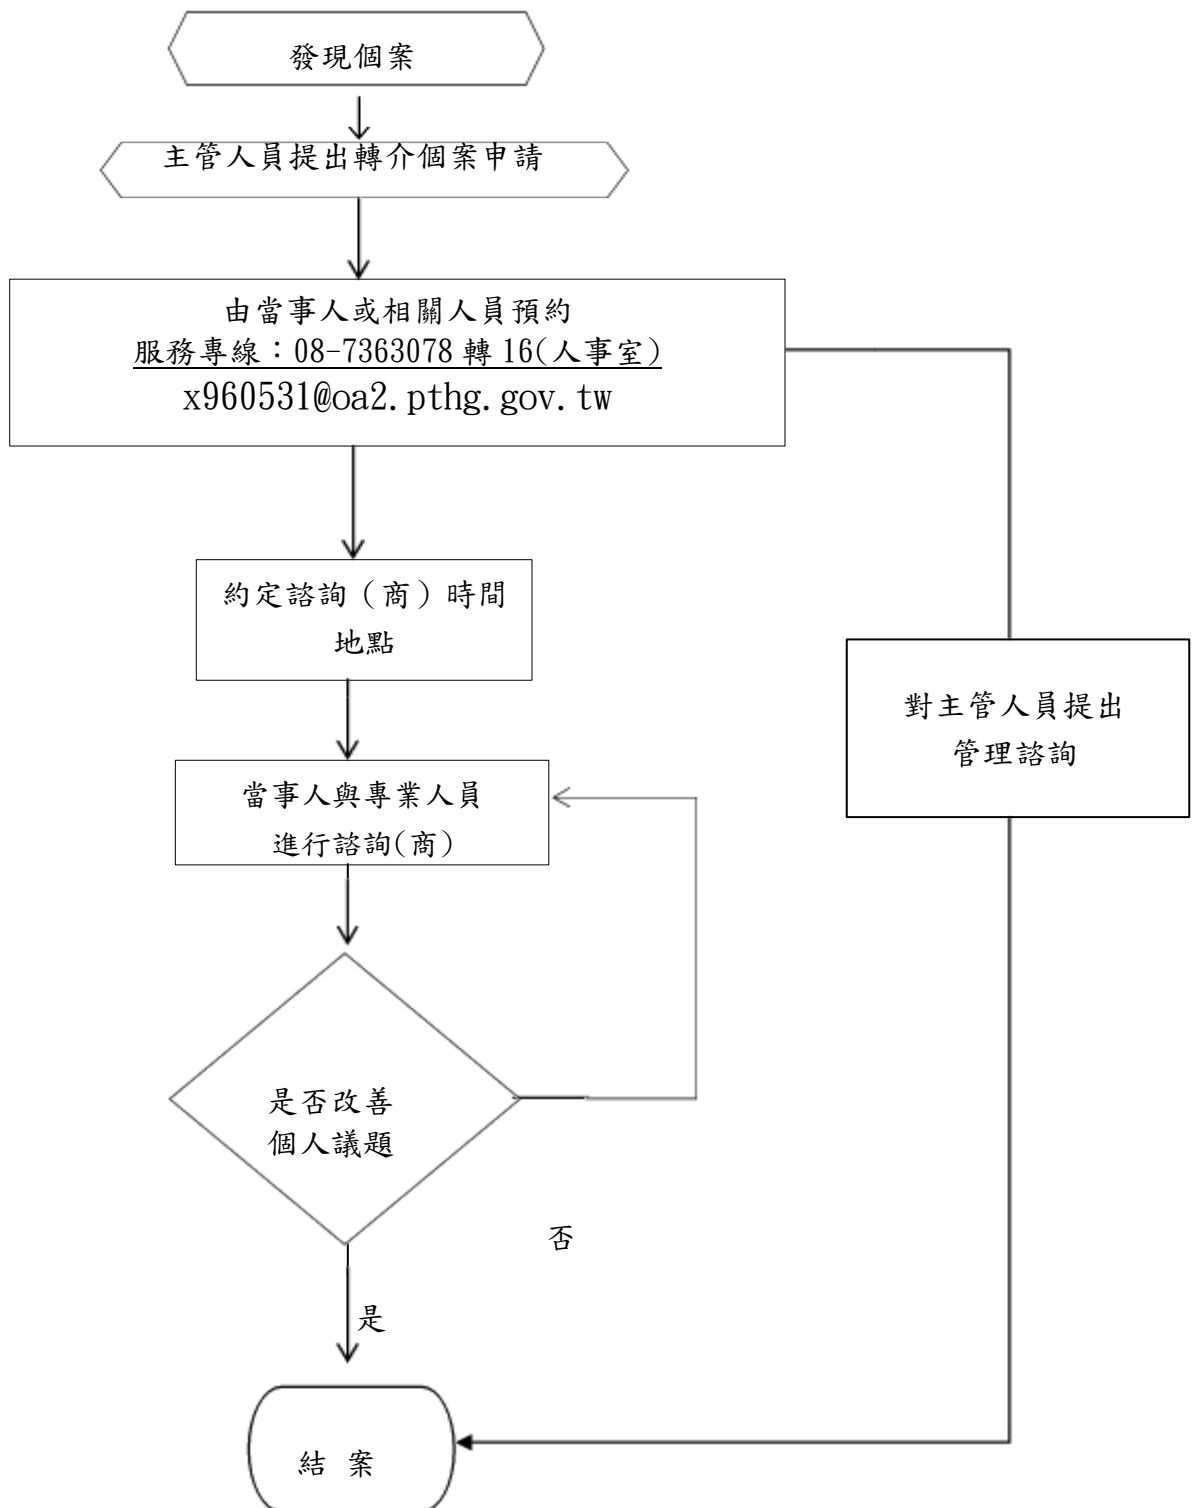 發現個案
主管人員提出轉介個案申請
由當事人或相關人員預約
服務專線：08-7363078 轉 16(人事室)
x960531@oa2.pthg.gov.tw
約定諮詢（商）時間
地點
對主管人員提出
管理諮詢
當事人與專業人員
進行諮詢(商)
是否改善
個人議題
否
是
結 案